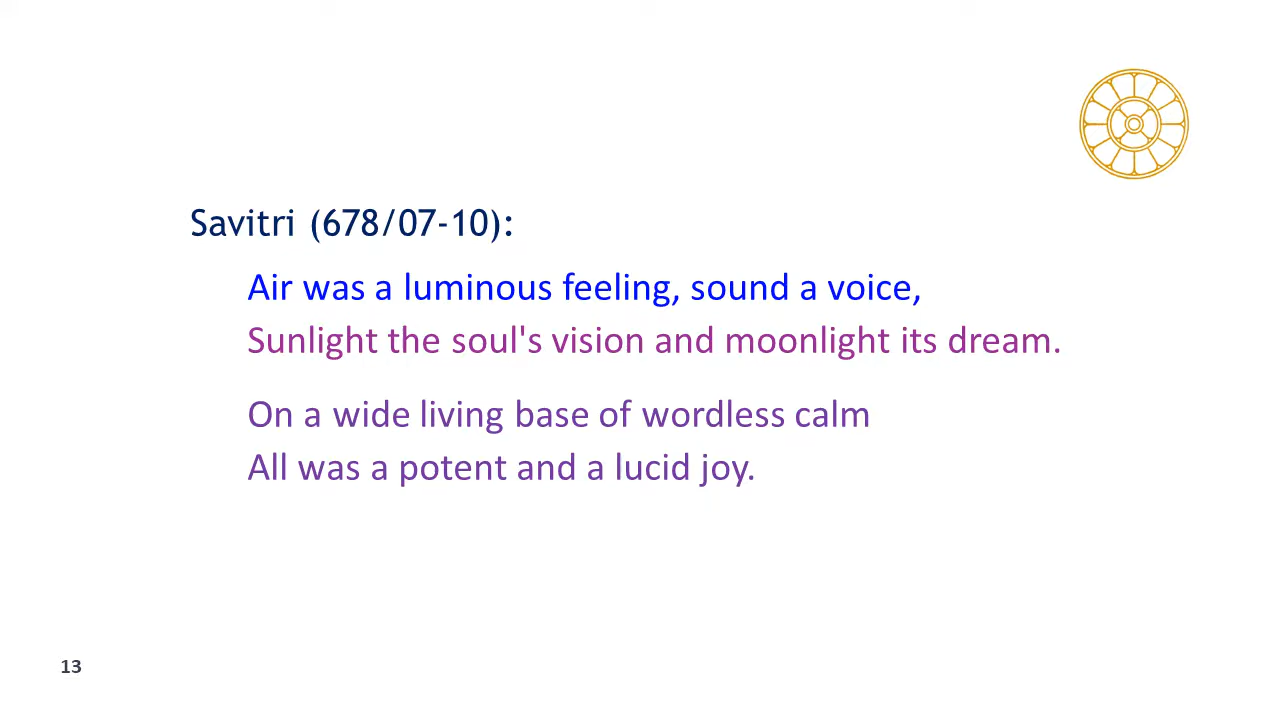 Savitri (678/07-10):
Air was a luminous feeling, sound a voice,
Sunlight the soul's vision and moonlight its dream.
On a wide living base of wordless calm
All was a potent and a lucid joy.
13